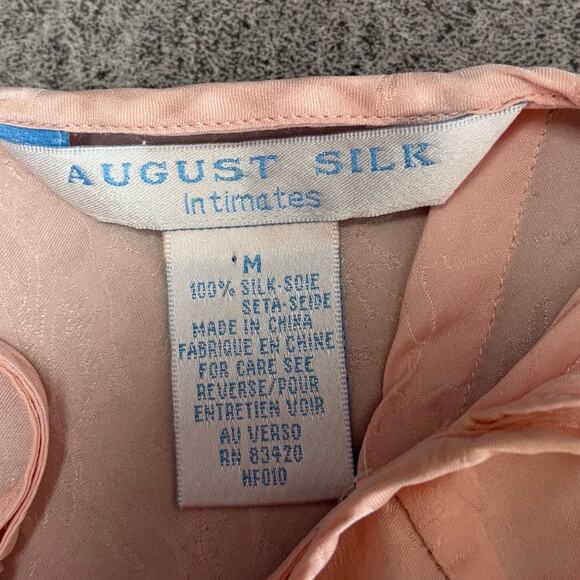 AUGUST SILK
Intimates
M
100% SILK-SOIE
SETA-SEIDE
MADE IN CHINA
FABRIQUE EN CHINE
FOR CARE SEE
REVERSE/POUR
ENTRETIEN VOIR
AU VERSO
RN 83420
HF010